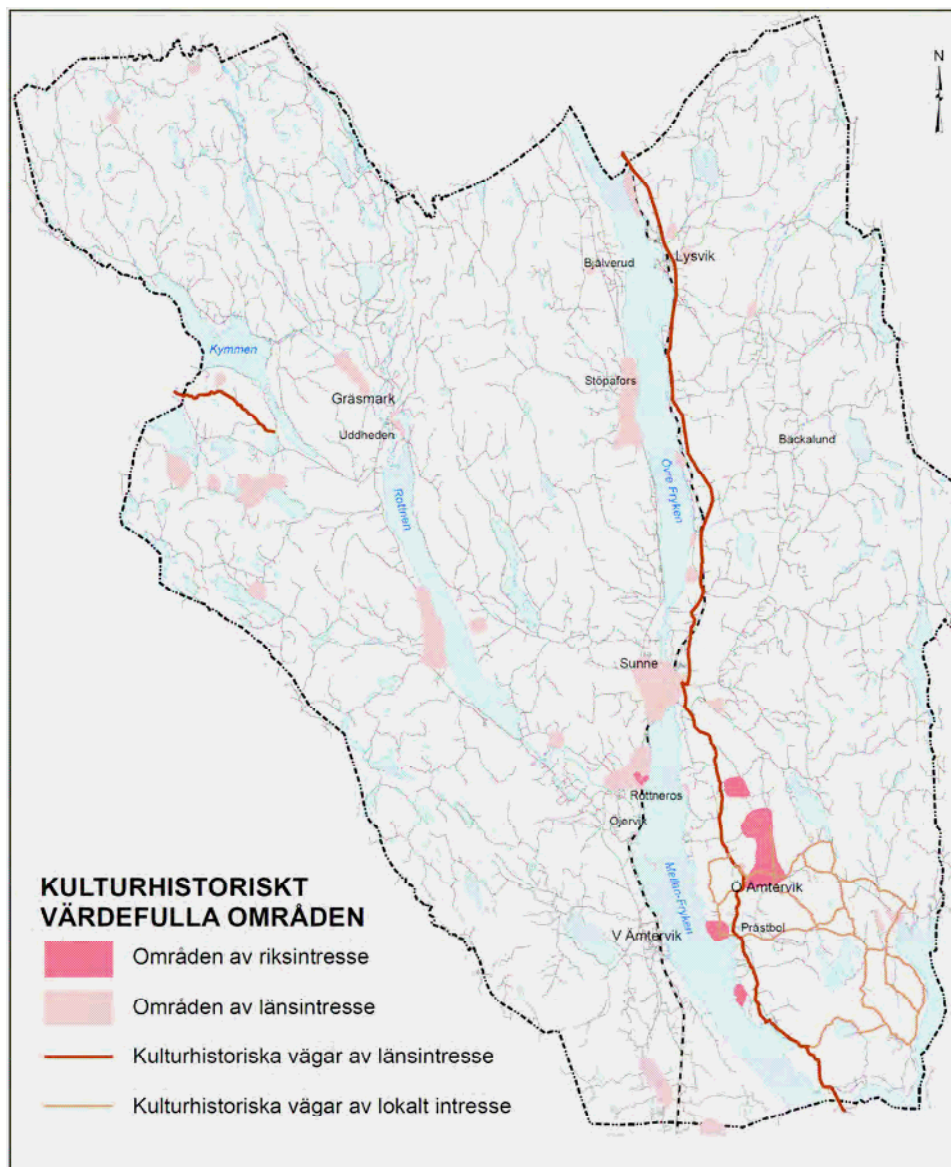 N
Lysvik
Bjälverud
Kymmen
Stöpafors
Gräsmark
Uddheden
Backalund
Rottnen
Övre Fryken
Sunne
Rottneros
Ojervik
Mellan-Fryken
Ö Ämtervik
Prästbol
V Ämtervik
KULTURHISTORISKT
VÄRDEFULLA OMRÅDEN
Områden av riksintresse
Områden av länsintresse
Kulturhistoriska vägar av länsintresse
Kulturhistoriska vägar av lokalt intresse